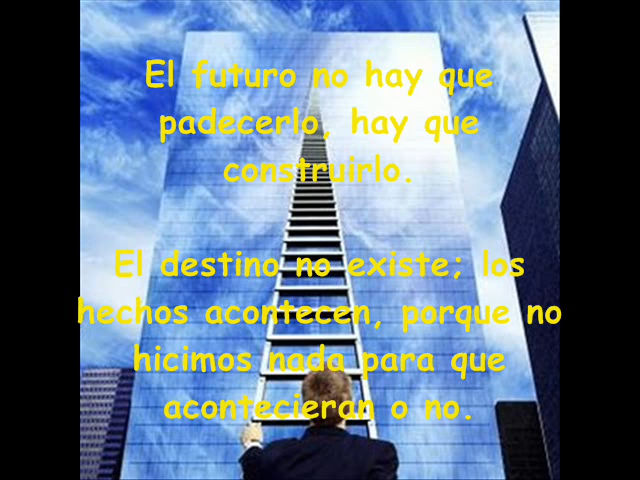 El futuro no hay que
padecerlo, hay que
construirlo.
El destino no existe; los
hechos acontecen, porque no
hicimos nada para que
acontecieran o no.